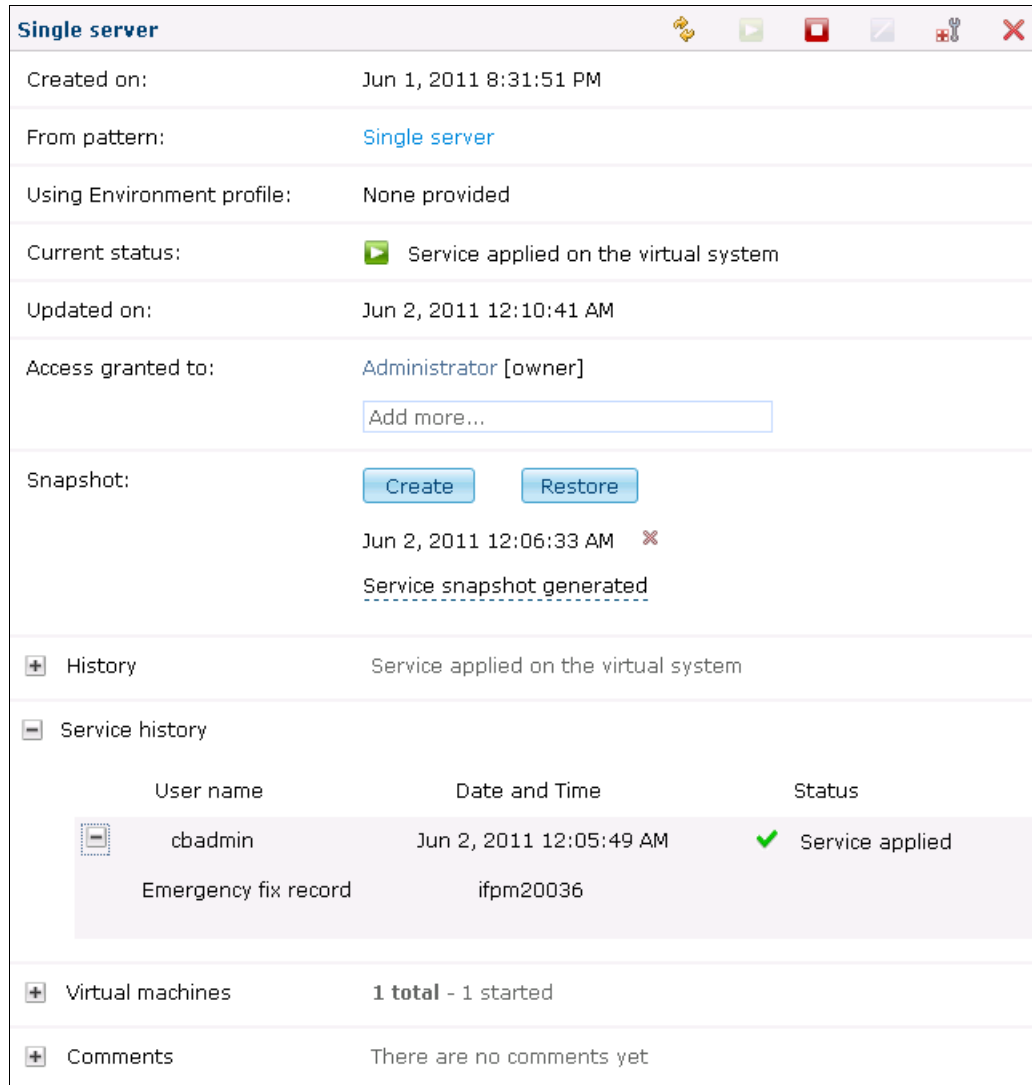 Single server
Created on: Jun 1, 2011 8:31:51 PM
From pattern: Single server
Using Environment profile: None provided
Current status: Service applied on the virtual system
Updated on: Jun 2, 2011 12:10:41 AM
Access granted to: Administrator [owner]
Add more...
Snapshot: Create Restore
Jun 2, 2011 12:06:33 AM
Service snapshot generated
History Service applied on the virtual system
Service history
User name Date and Time Status
cbadmin Jun 2, 2011 12:05:49 AM Service applied
Emergency fix record ifpm20036
Virtual machines 1 total - 1 started
Comments There are no comments yet